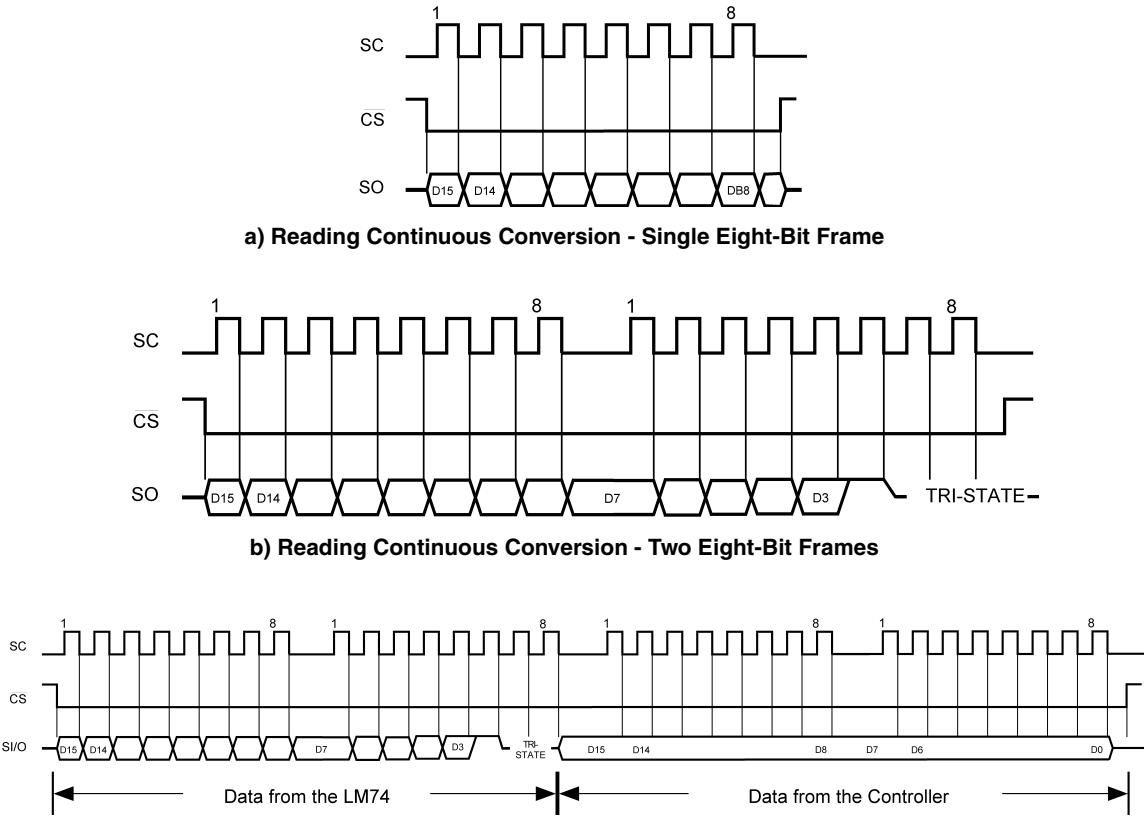 1 8
SC
CS
SO D15 D14 DB8
a) Reading Continuous Conversion - Single Eight-Bit Frame
1 8 1 8
SC
CS
SO D15 D14 D7 D3 TRI-STATE
b) Reading Continuous Conversion - Two Eight-Bit Frames
1 8 1 8 1 8 1 8
SC
CS
SI/O D15 D14 D7 D3 TRI-STATE D15 D14 D8 D7 D6 D0
Data from the LM74 Data from the Controller